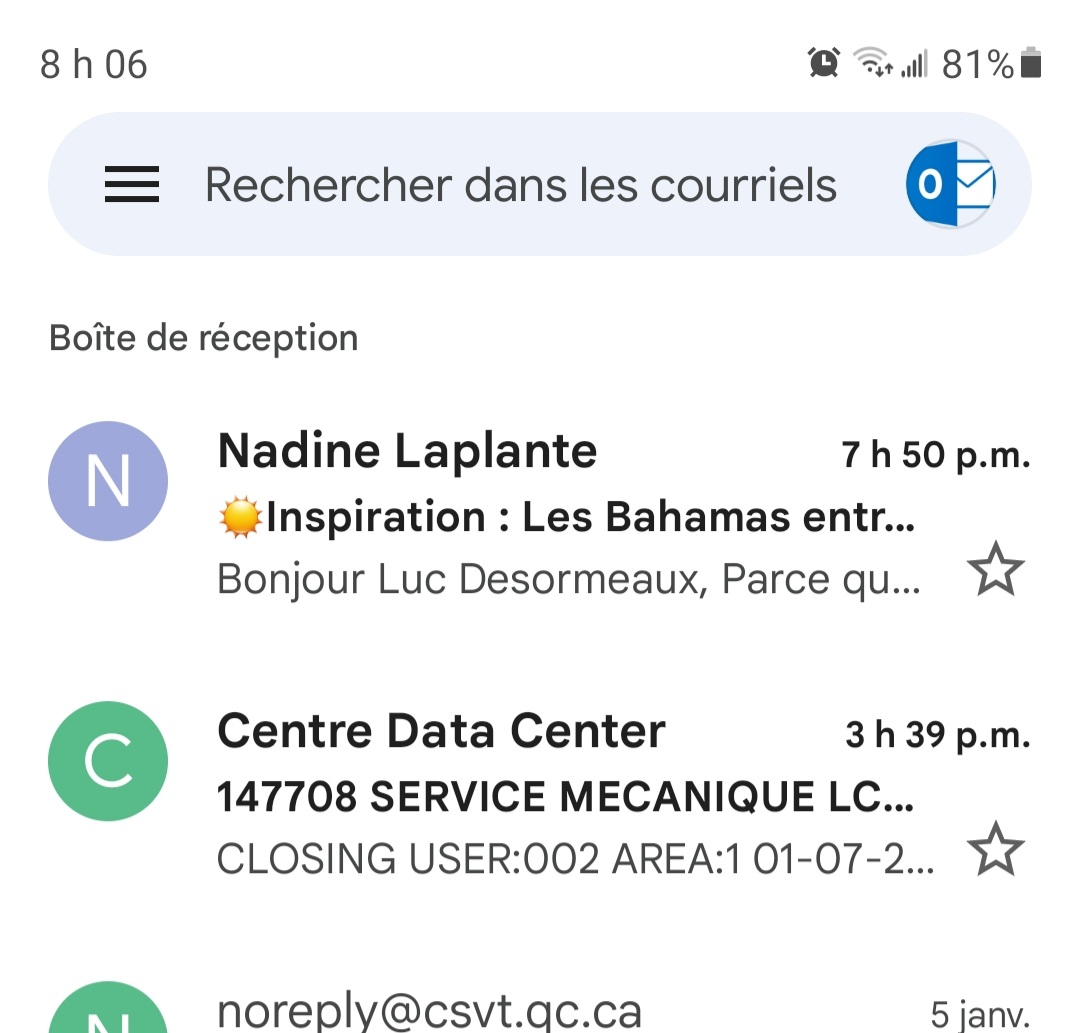 8 h 06
81%
Rechercher dans les courriels
O
Boîte de réception
N
Nadine Laplante
7 h 50 p.m.
☀️Inspiration : Les Bahamas entr...
Bonjour Luc Desormeaux, Parce qu...
C
Centre Data Center
3 h 39 p.m.
147708 SERVICE MECANIQUE LC...
CLOSING USER:002 AREA:1 01-07-2...
N
noreply@csvt.qc.ca
5 janv.